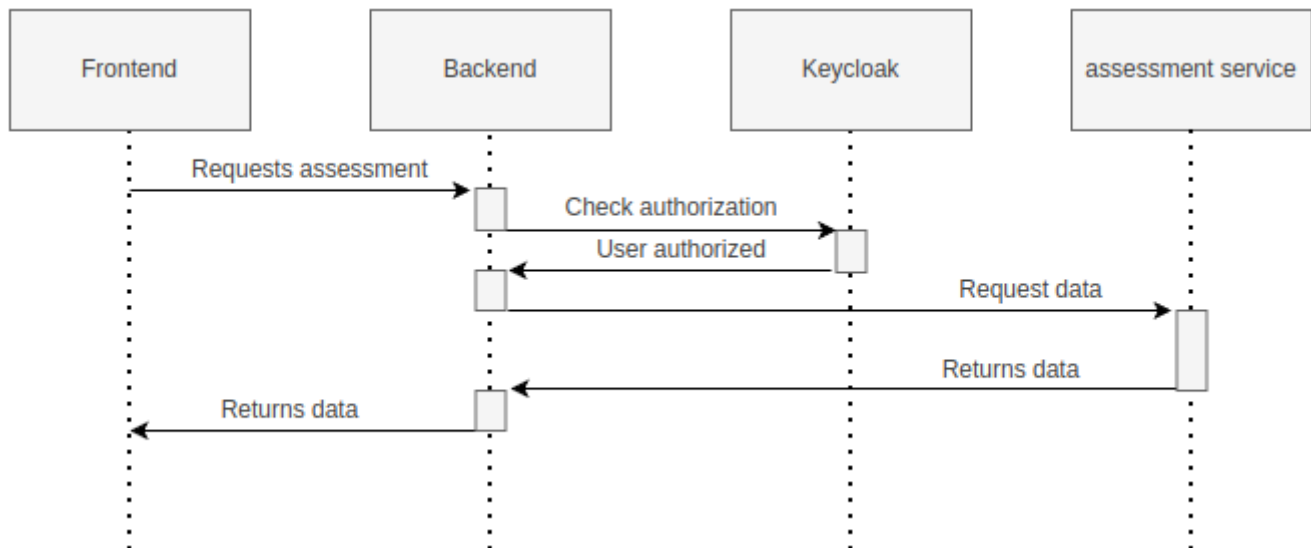 Frontend
Backend
Keycloak
assessment service
Requests assessment
Check authorization
User authorized
Request data
Returns data
Returns data